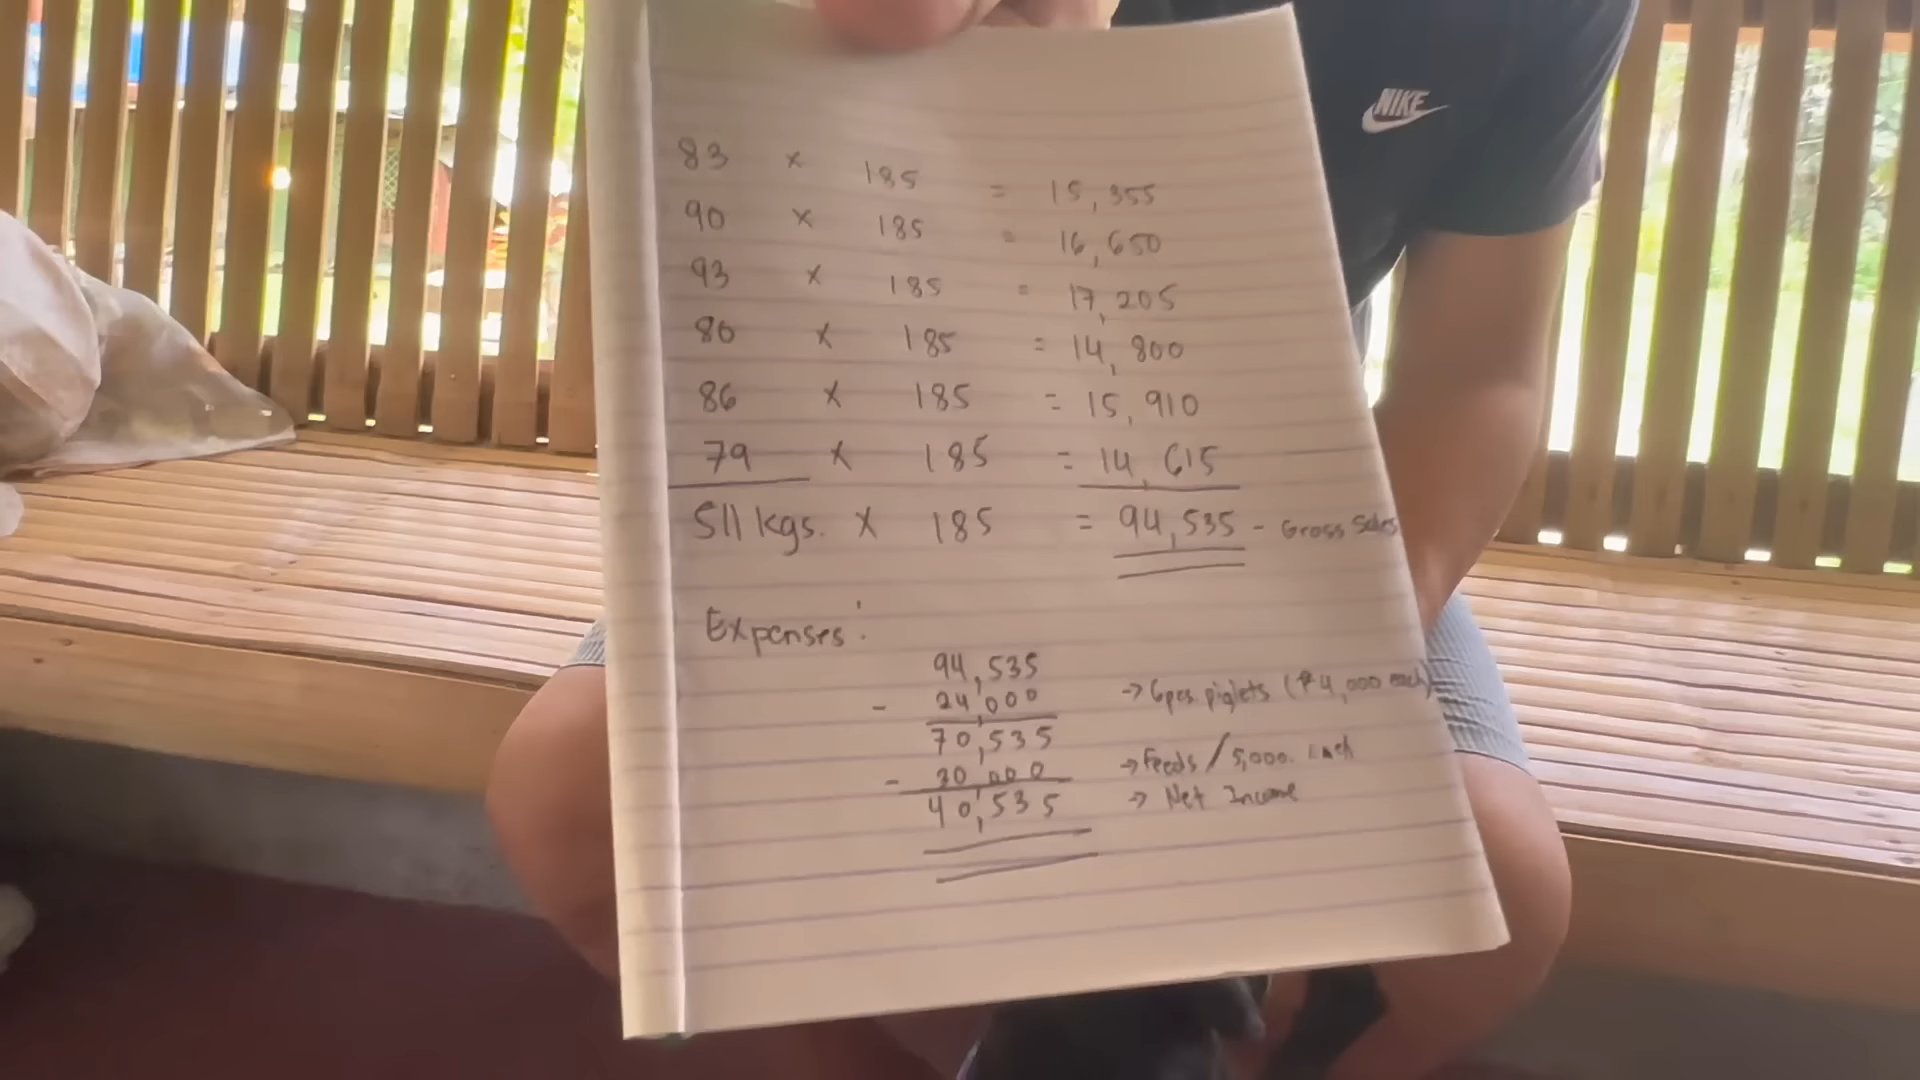 NIKE
83 x 185 = 15,355
90 x 185 = 16,650
93 x 185 = 17,205
80 x 185 = 14,800
86 x 185 = 15,910
79 x 185 = 14,615
511 kgs. x 185 = 94,535 - Gross Sales
Expenses:
94,535
- 24,000 → 6pcs. piglets (₱4,000 each)
70,535
- 30,000 → Feeds / 5,000. each
40,535 → Net Income